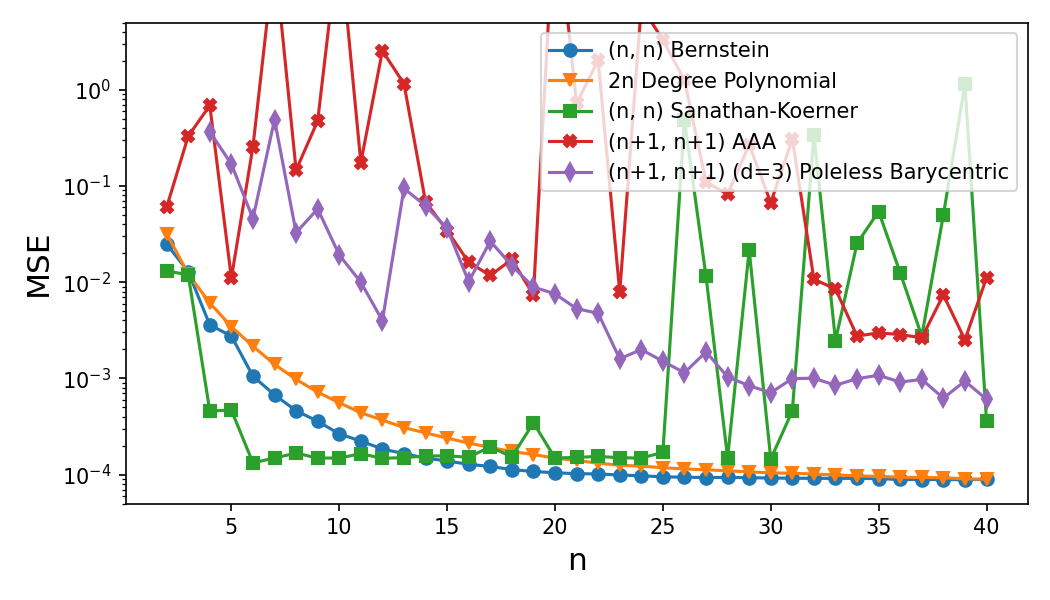 (n, n) Bernstein
2n Degree Polynomial
(n, n) Sanathan-Koerner
(n+1, n+1) AAA
(n+1, n+1) (d=3) Poleless Barycentric
MSE
10⁰
10⁻¹
10⁻²
10⁻³
10⁻⁴
5 10 15 20 25 30 35 40
n